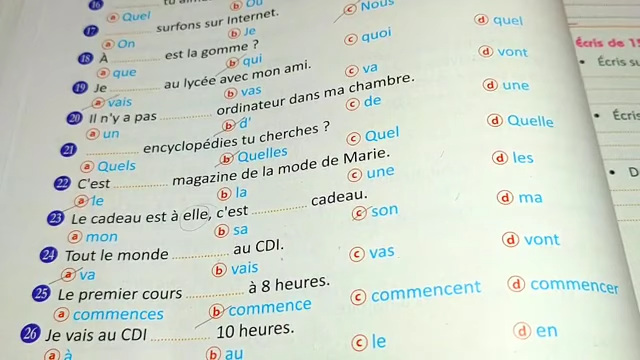 16
ⓐ Quel ⓑ Où ⓒ Nous ⓓ quel
17 .............. surfons sur Internet.
ⓐ On ⓑ Je ⓒ quoi ⓓ vont
18 À .............. est la gomme ?
ⓐ que ⓑ qui ⓒ va
19 Je .............. au lycée avec mon ami.
ⓐ vais ⓑ vas ⓒ de ⓓ une
20 Il n'y a pas .............. ordinateur dans ma chambre.
ⓐ un ⓑ d' ⓒ Quel ⓓ Quelle
21 .............. encyclopédies tu cherches ?
ⓐ Quels ⓑ Quelles ⓒ une ⓓ les
22 C'est .............. magazine de la mode de Marie.
ⓐ le ⓑ la ⓒ son ⓓ ma
23 Le cadeau est à elle, c'est .............. cadeau.
ⓐ mon ⓑ sa ⓒ vas ⓓ vont
24 Tout le monde .............. au CDI.
ⓐ va ⓑ vais ⓒ commencent ⓓ commencer
25 Le premier cours .............. à 8 heures.
ⓐ commences ⓑ commence ⓒ le ⓓ en
26 Je vais au CDI .............. 10 heures.
ⓐ à ⓑ au
Écris de 1
• Écris su
• Écris
• D